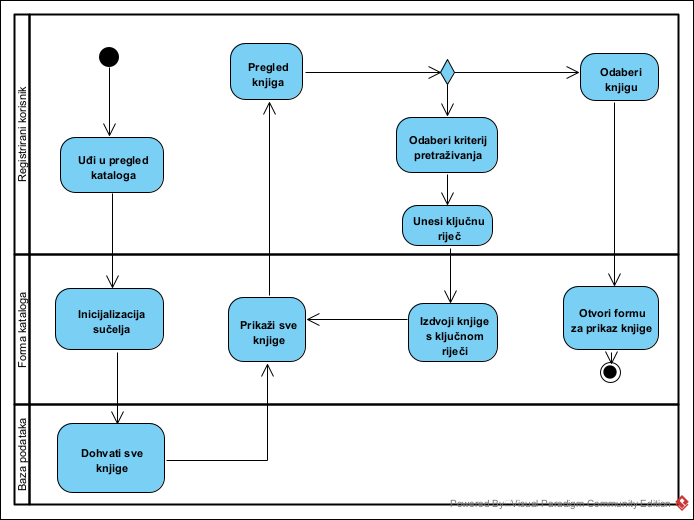 Registrirani korisnik
Uđi u pregled
kataloga
Pregled
knjiga
Odaberi kriterij
pretraživanja
Unesi ključnu
riječ
Odaberi
knjigu
Forma kataloga
Inicijalizacija
sučelja
Prikaži sve
knjige
Izdvoji knjige
s ključnom
riječi
Otvori formu
za prikaz knjige
Baza podataka
Dohvati sve
knjige
Powered By Visual Paradigm Community Edition